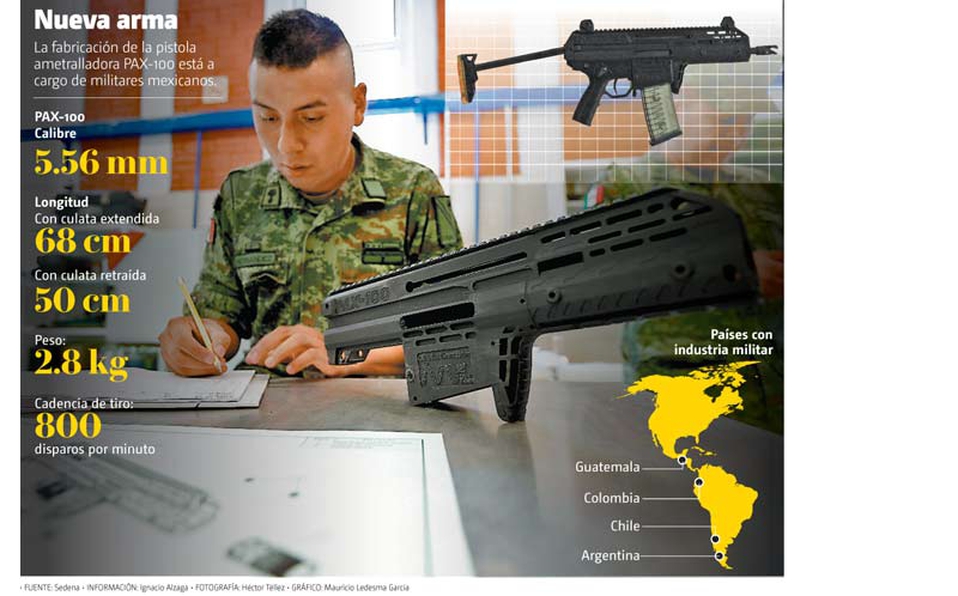 Nueva arma
La fabricación de la pistola
ametralladora PAX-100 está a
cargo de militares mexicanos.
PAX-100
Calibre
5.56 mm
Longitud
Con culata extendida
68 cm
Con culata retraída
50 cm
Peso:
2.8 kg
Cadencia de tiro:
800
disparos por minuto
PAX-100
Países con
industria militar
Guatemala
Colombia
Chile
Argentina
• FUENTE: Sedena • INFORMACIÓN: Ignacio Alzaga • FOTOGRAFÍA: Héctor Téllez • GRÁFICO: Mauricio Ledesma García